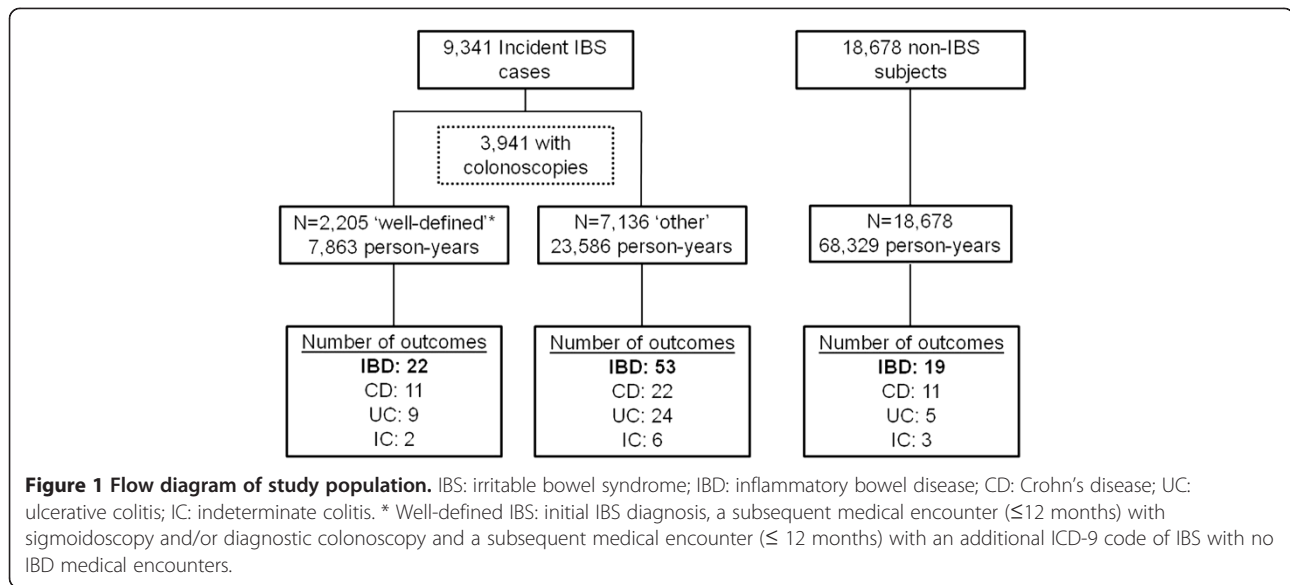 9,341 Incident IBS
cases
18,678 non-IBS
subjects
3,941 with
colonoscopies
N=2,205 'well-defined'*
7,863 person-years
N=7,136 'other'
23,586 person-years
N=18,678
68,329 person-years
Number of outcomes
IBD: 22
CD: 11
UC: 9
IC: 2
Number of outcomes
IBD: 53
CD: 22
UC: 24
IC: 6
Number of outcomes
IBD: 19
CD: 11
UC: 5
IC: 3
Figure 1 Flow diagram of study population. IBS: irritable bowel syndrome; IBD: inflammatory bowel disease; CD: Crohn's disease; UC:
ulcerative colitis; IC: indeterminate colitis. * Well-defined IBS: initial IBS diagnosis, a subsequent medical encounter (≤12 months) with
sigmoidoscopy and/or diagnostic colonoscopy and a subsequent medical encounter (≤ 12 months) with an additional ICD-9 code of IBS with no
IBD medical encounters.